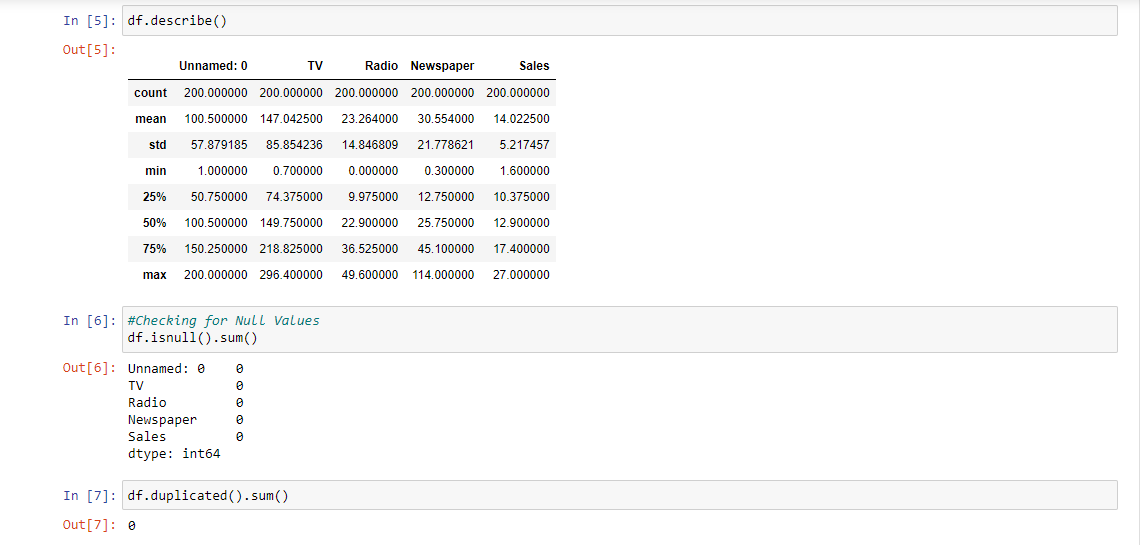 In [5]: df.describe()
Out[5]:
Unnamed: 0 TV Radio Newspaper Sales
count 200.000000 200.000000 200.000000 200.000000 200.000000
mean 100.500000 147.042500 23.264000 30.554000 14.022500
std 57.879185 85.854236 14.846809 21.778621 5.217457
min 1.000000 0.700000 0.000000 0.300000 1.600000
25% 50.750000 74.375000 9.975000 12.750000 10.375000
50% 100.500000 149.750000 22.900000 25.750000 12.900000
75% 150.250000 218.825000 36.525000 45.100000 17.400000
max 200.000000 296.400000 49.600000 114.000000 27.000000
In [6]: #Checking for Null Values
df.isnull().sum()
Out[6]: Unnamed: 0 0
TV 0
Radio 0
Newspaper 0
Sales 0
dtype: int64
In [7]: df.duplicated().sum()
Out[7]: 0